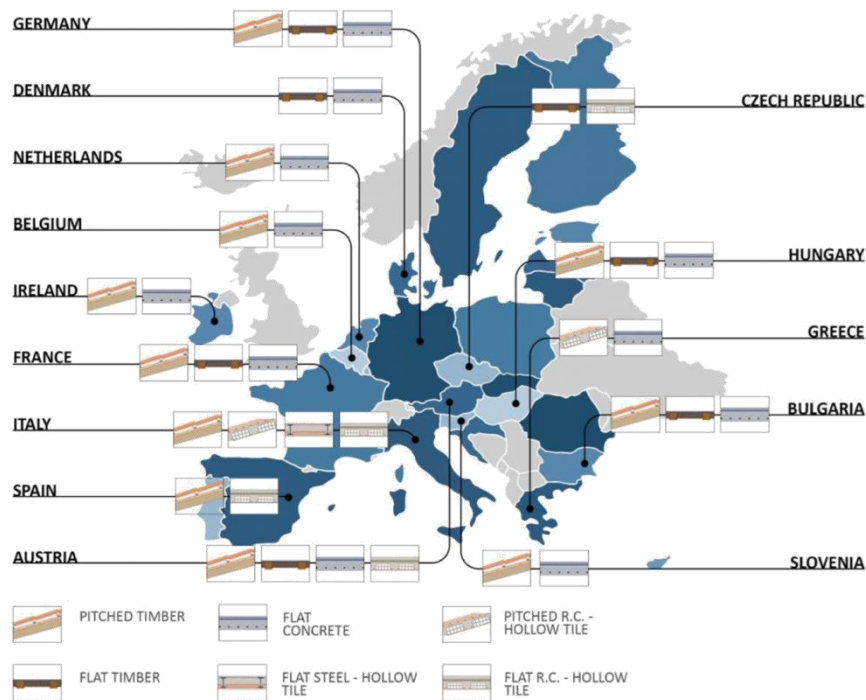 GERMANY
DENMARK
CZECH REPUBLIC
NETHERLANDS
BELGIUM
HUNGARY
IRELAND
GREECE
FRANCE
BULGARIA
ITALY
SPAIN
AUSTRIA
SLOVENIA
PITCHED TIMBER
FLAT
CONCRETE
PITCHED R.C. -
HOLLOW TILE
FLAT TIMBER
FLAT STEEL - HOLLOW
TILE
FLAT R.C. - HOLLOW
TILE